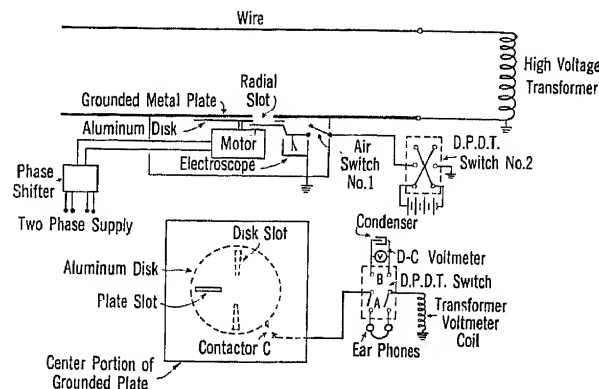 Wire
High Voltage
Transformer
Radial
Slot
Grounded Metal Plate
Aluminum Disk
Motor
Electroscope
Air
Switch
No.1
D.P.D.T.
Switch No.2
Phase
Shifter
Two Phase Supply
Disk Slot
Aluminum Disk
Plate Slot
Contactor C
Center Portion of
Grounded Plate
Condenser
V
D-C Voltmeter
B
D.P.D.T. Switch
A
Transformer
Voltmeter
Coil
Ear Phones